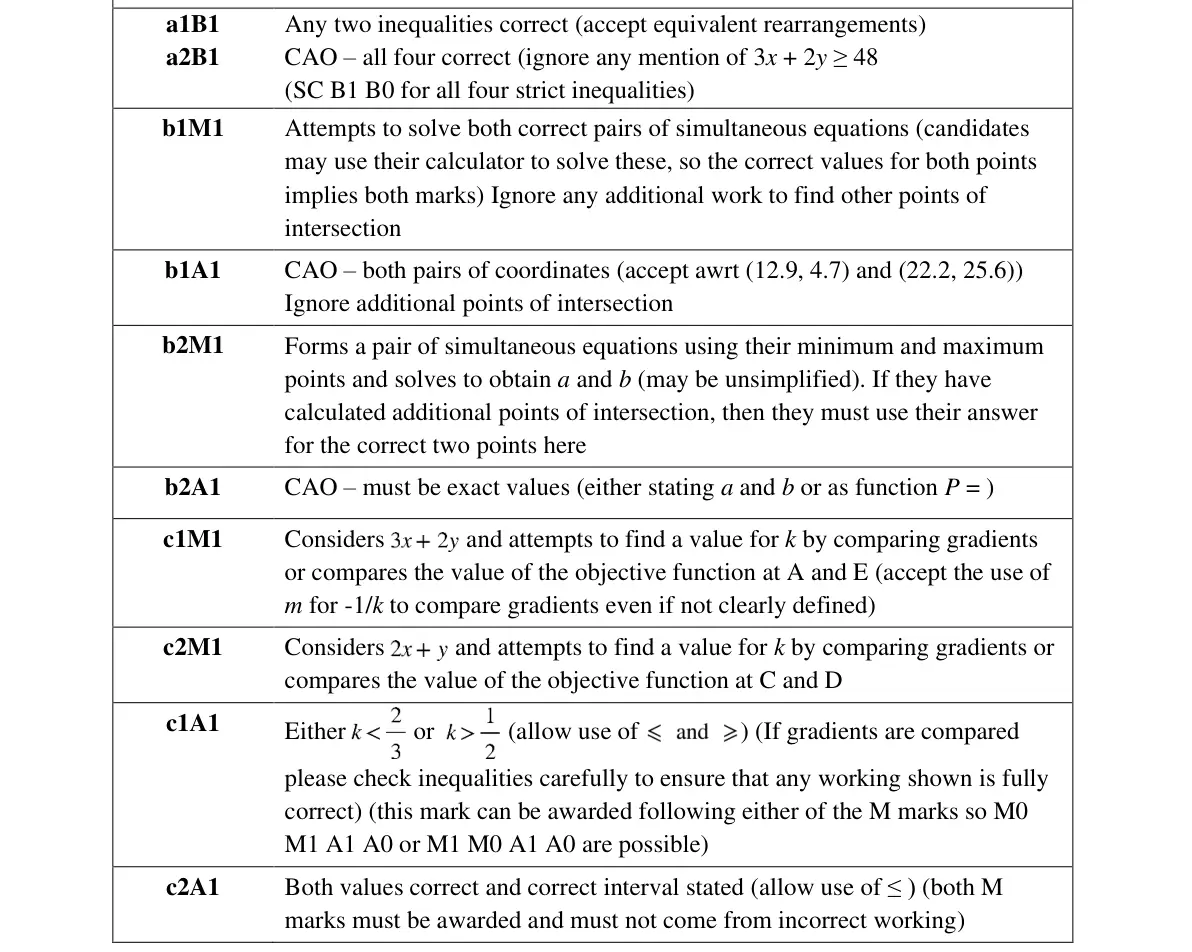 a1B1 Any two inequalities correct (accept equivalent rearrangements)
a2B1 CAO – all four correct (ignore any mention of 3x + 2y ≥ 48
(SC B1 B0 for all four strict inequalities)
b1M1 Attempts to solve both correct pairs of simultaneous equations (candidates
may use their calculator to solve these, so the correct values for both points
implies both marks) Ignore any additional work to find other points of
intersection
b1A1 CAO – both pairs of coordinates (accept awrt (12.9, 4.7) and (22.2, 25.6))
Ignore additional points of intersection
b2M1 Forms a pair of simultaneous equations using their minimum and maximum
points and solves to obtain a and b (may be unsimplified). If they have
calculated additional points of intersection, then they must use their answer
for the correct two points here
b2A1 CAO – must be exact values (either stating a and b or as function P = )
c1M1 Considers 3x + 2y and attempts to find a value for k by comparing gradients
or compares the value of the objective function at A and E (accept the use of
m for -1/k to compare gradients even if not clearly defined)
c2M1 Considers 2x + y and attempts to find a value for k by comparing gradients or
compares the value of the objective function at C and D
c1A1 Either k < 2/3 or k > 1/2 (allow use of ⩽ and ⩾) (If gradients are compared
please check inequalities carefully to ensure that any working shown is fully
correct) (this mark can be awarded following either of the M marks so M0
M1 A1 A0 or M1 M0 A1 A0 are possible)
c2A1 Both values correct and correct interval stated (allow use of ≤ ) (both M
marks must be awarded and must not come from incorrect working)